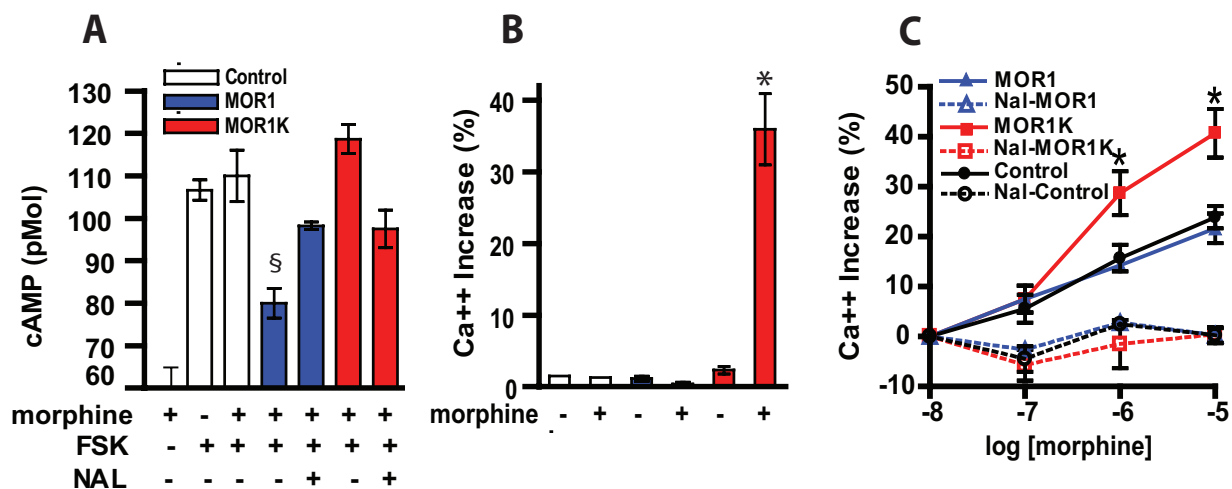 A
Control
MOR1
MOR1K
130
120
110
100
90
80
70
60
cAMP (pMol)
§
morphine + - + + + + +
FSK - + + + + + +
NAL - - - - + - +
B
40
30
20
10
0
Ca++ Increase (%)
*
morphine - + - + - +
C
MOR1
Nal-MOR1
MOR1K
Nal-MOR1K
Control
Nal-Control
50
40
30
20
10
0
-10
Ca++ Increase (%)
*
*
-8 -7 -6 -5
log [morphine]